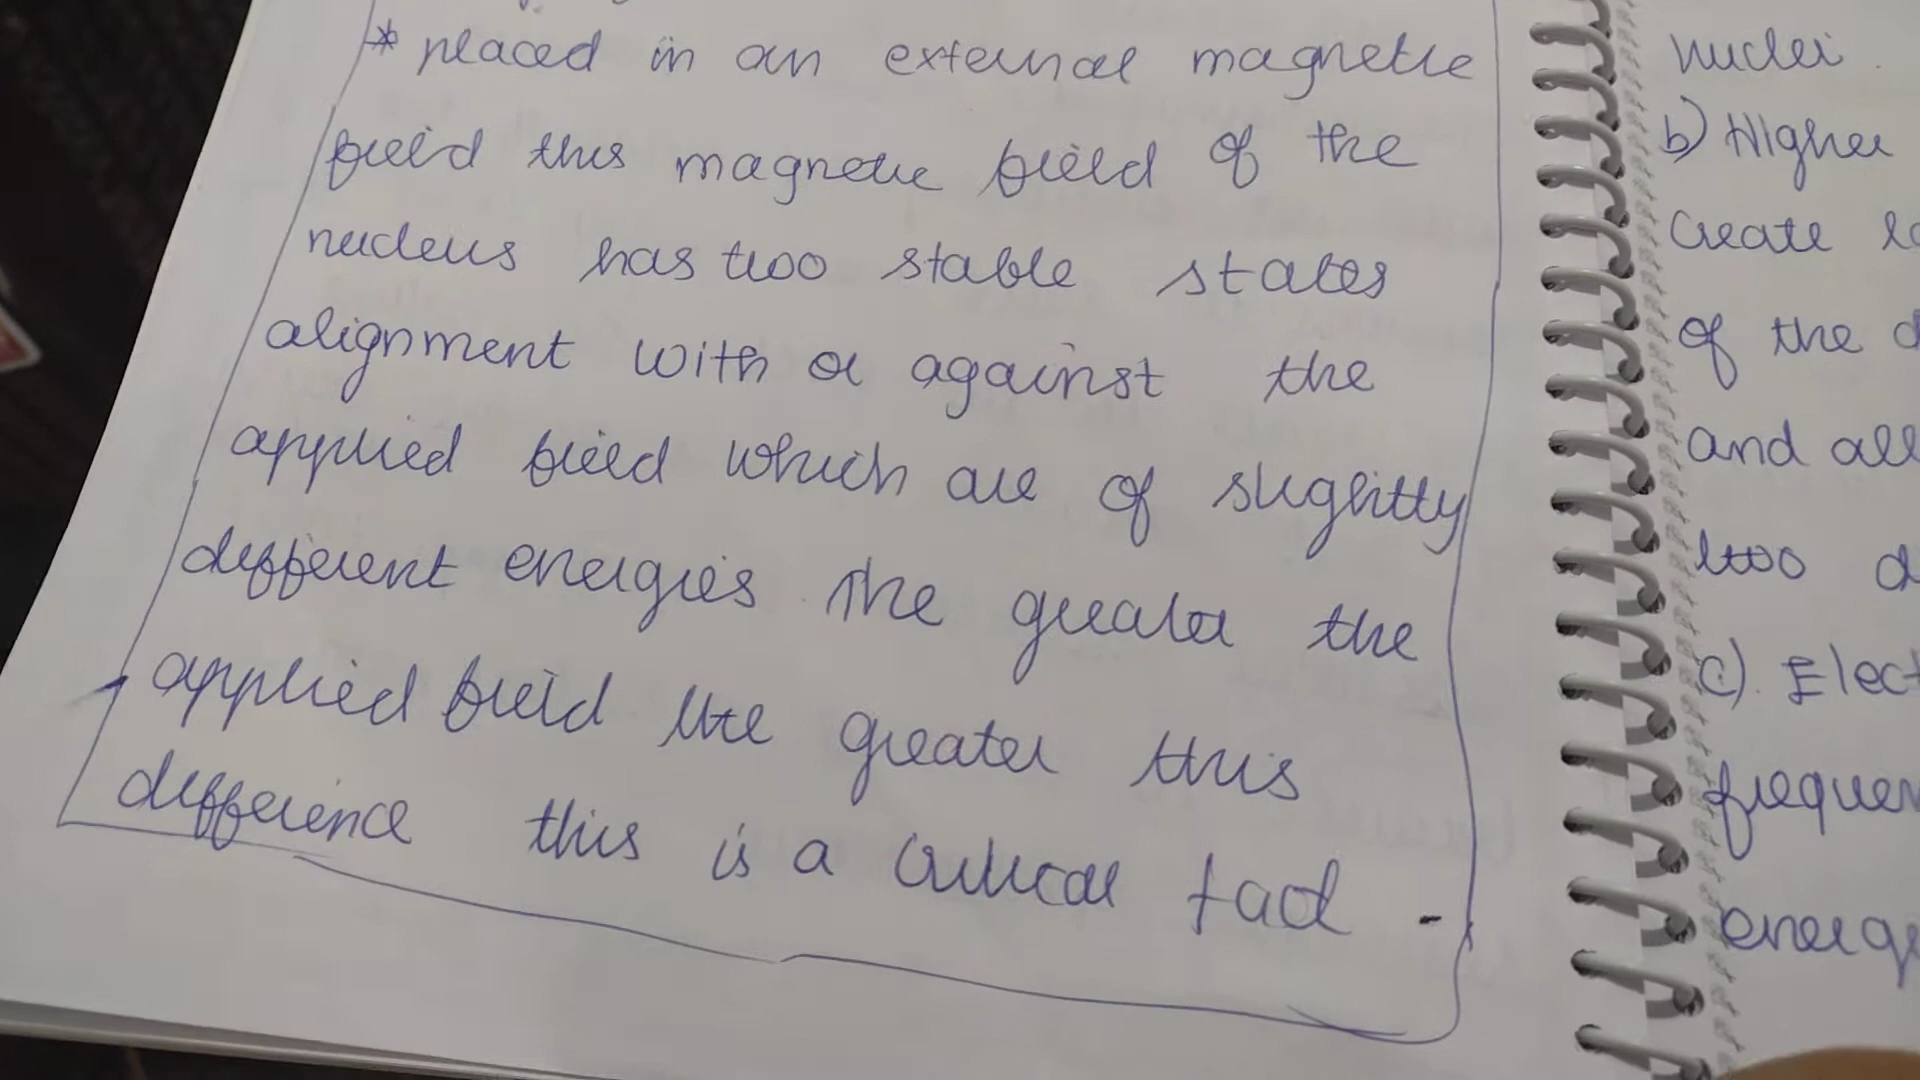 * placed in an external magnetic
field this magnetic field of the
nucleus has two stable states
alignment with or against the
applied field which are of slightly
different energies The greater the
applied field the greater this
difference this is a critical fact -
nuclei.
b) Higher
create
of the
and all
two
c). Elect
frequen
energ